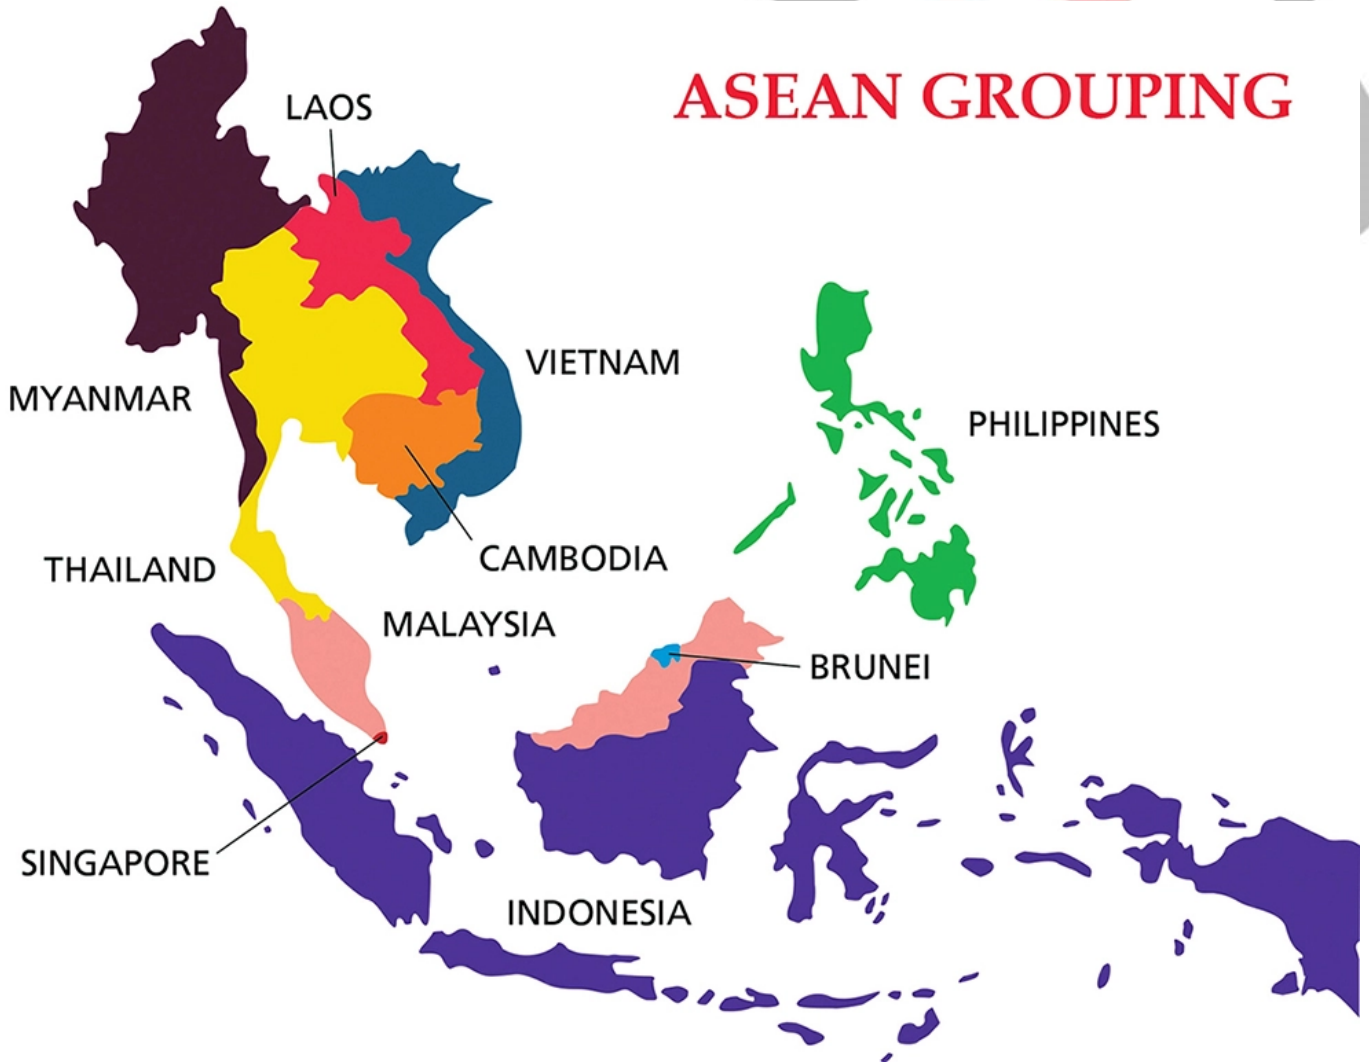 ASEAN GROUPING
LAOS
VIETNAM
MYANMAR
PHILIPPINES
CAMBODIA
THAILAND
MALAYSIA
BRUNEI
SINGAPORE
INDONESIA